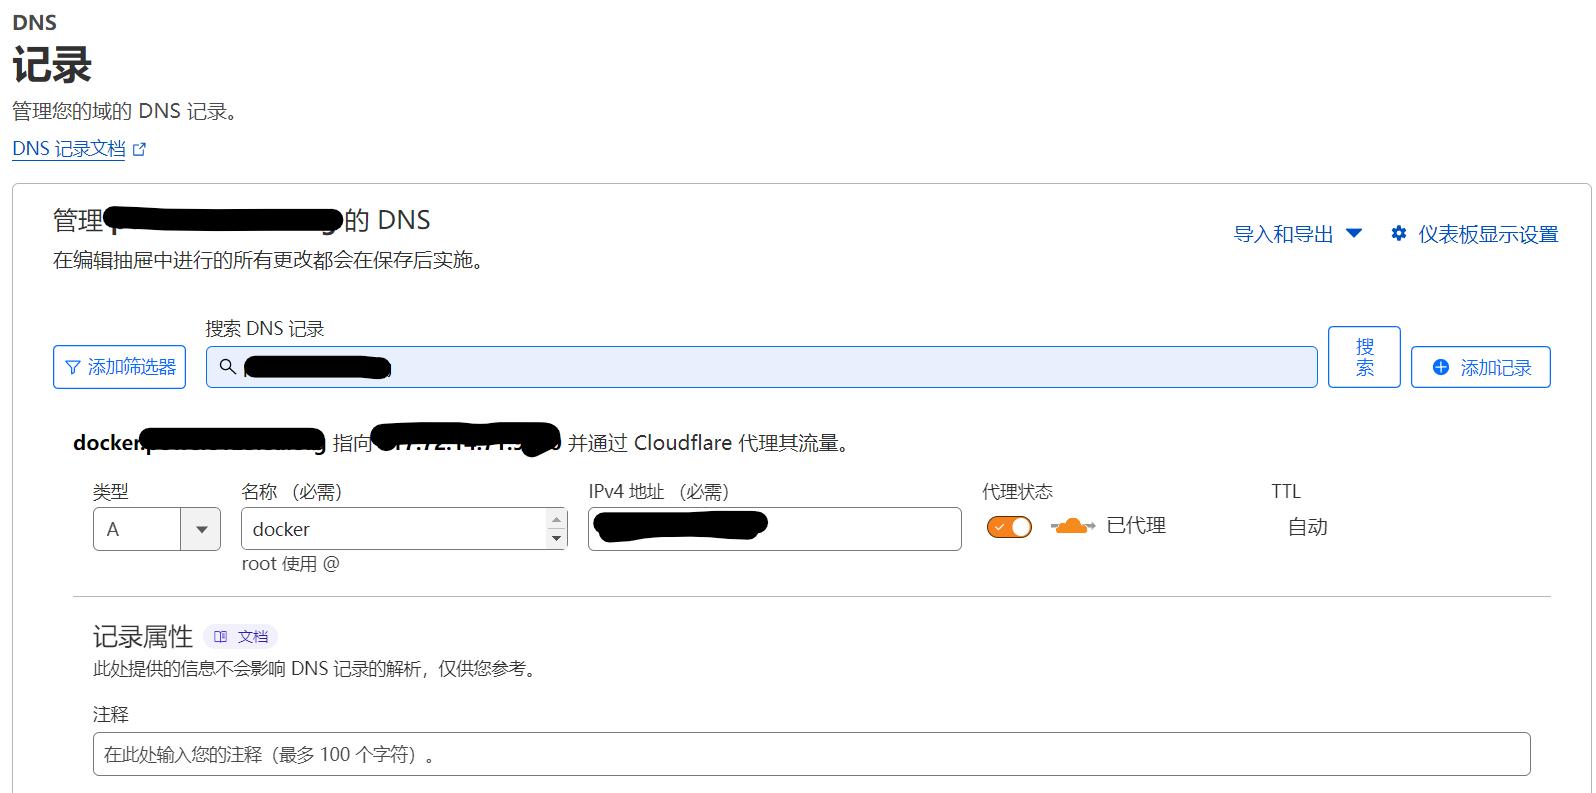 DNS
记录
管理您的域的 DNS 记录。
DNS 记录文档
管理 的 DNS
导入和导出 仪表板显示设置
在编辑抽屉中进行的所有更改都会在保存后实施。
搜索 DNS 记录
添加筛选器
搜索
添加记录
docker. 指向 并通过 Cloudflare 代理其流量。
类型 名称 （必需） IPv4 地址 （必需） 代理状态 TTL
A docker 已代理 自动
root 使用 @
记录属性 文档
此处提供的信息不会影响 DNS 记录的解析，仅供您参考。
注释
在此处输入您的注释（最多 100 个字符）。